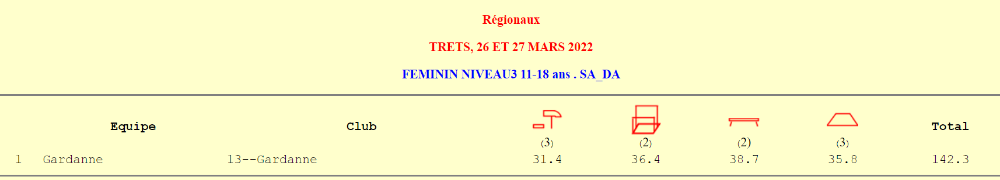 Régionaux
TRETS, 26 ET 27 MARS 2022
FEMININ NIVEAU3 11-18 ans . SA_DA
Equipe Club Total
(3) (2) (2) (3)
1 Gardanne 13--Gardanne 31.4 36.4 38.7 35.8 142.3